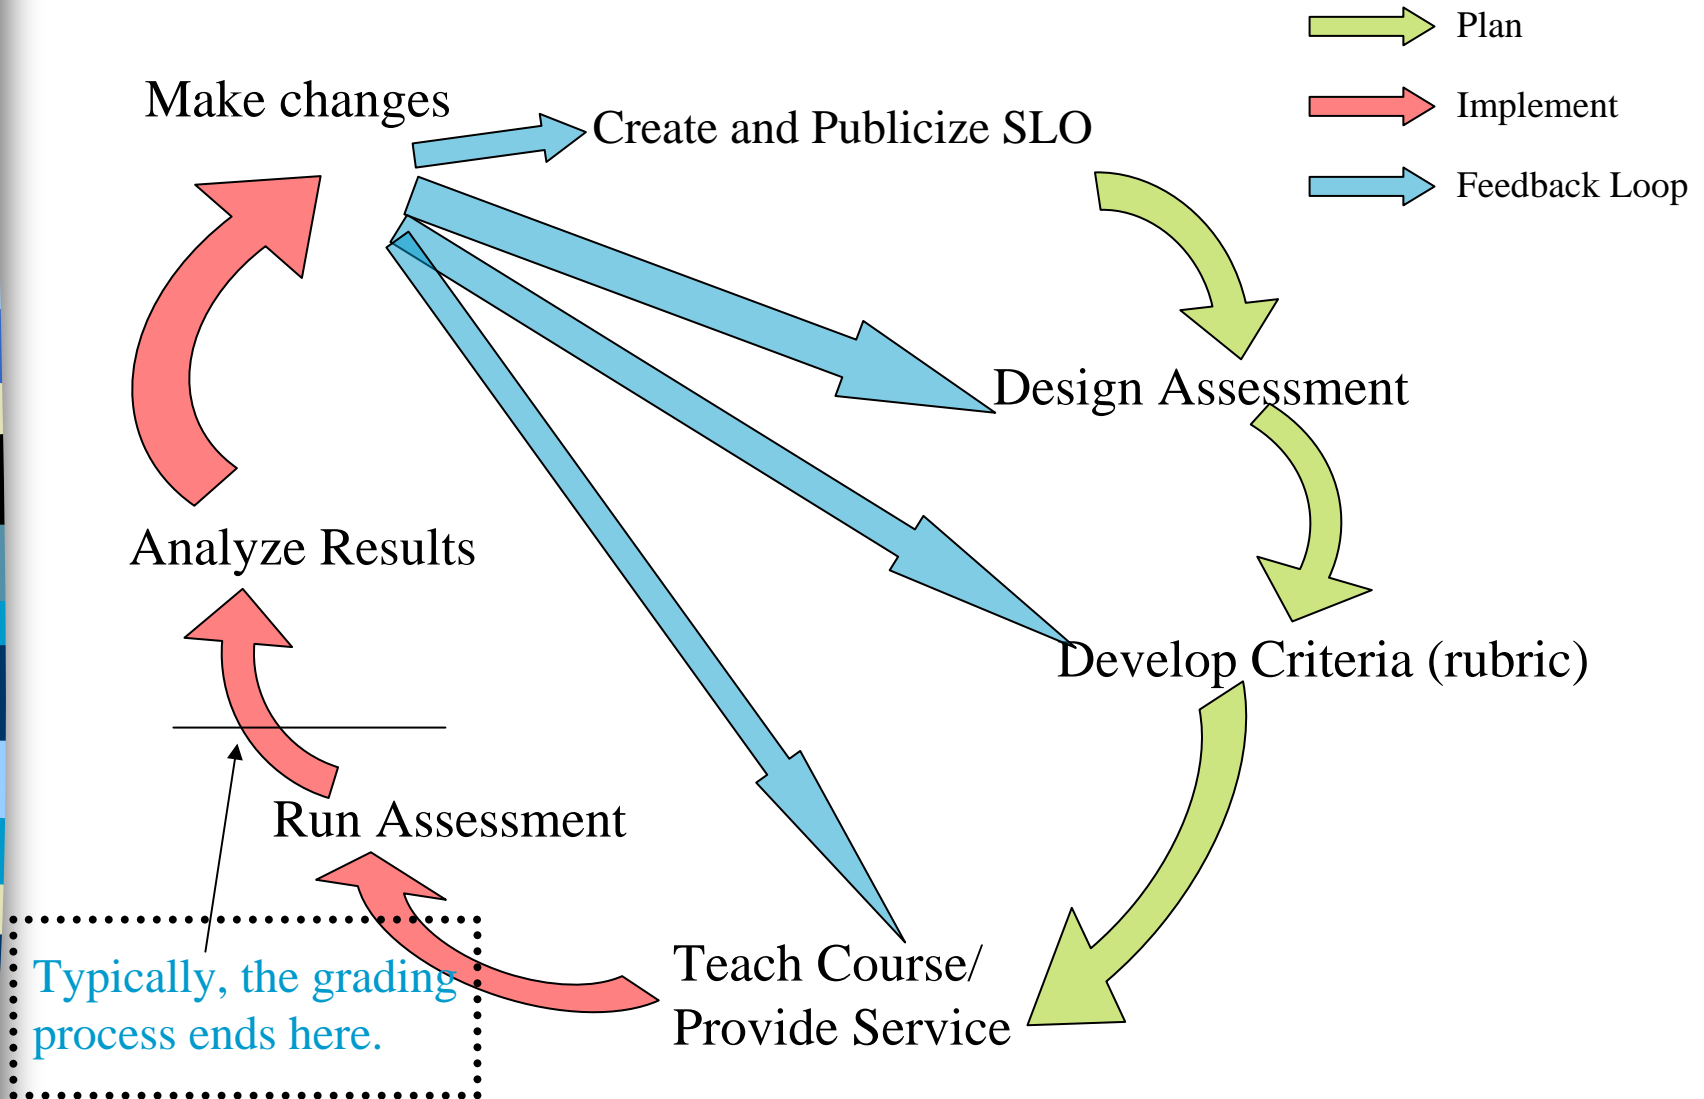 Plan
Implement
Feedback Loop
Make changes
Create and Publicize SLO
Design Assessment
Develop Criteria (rubric)
Teach Course/
Provide Service
Run Assessment
Analyze Results
Typically, the grading
process ends here.